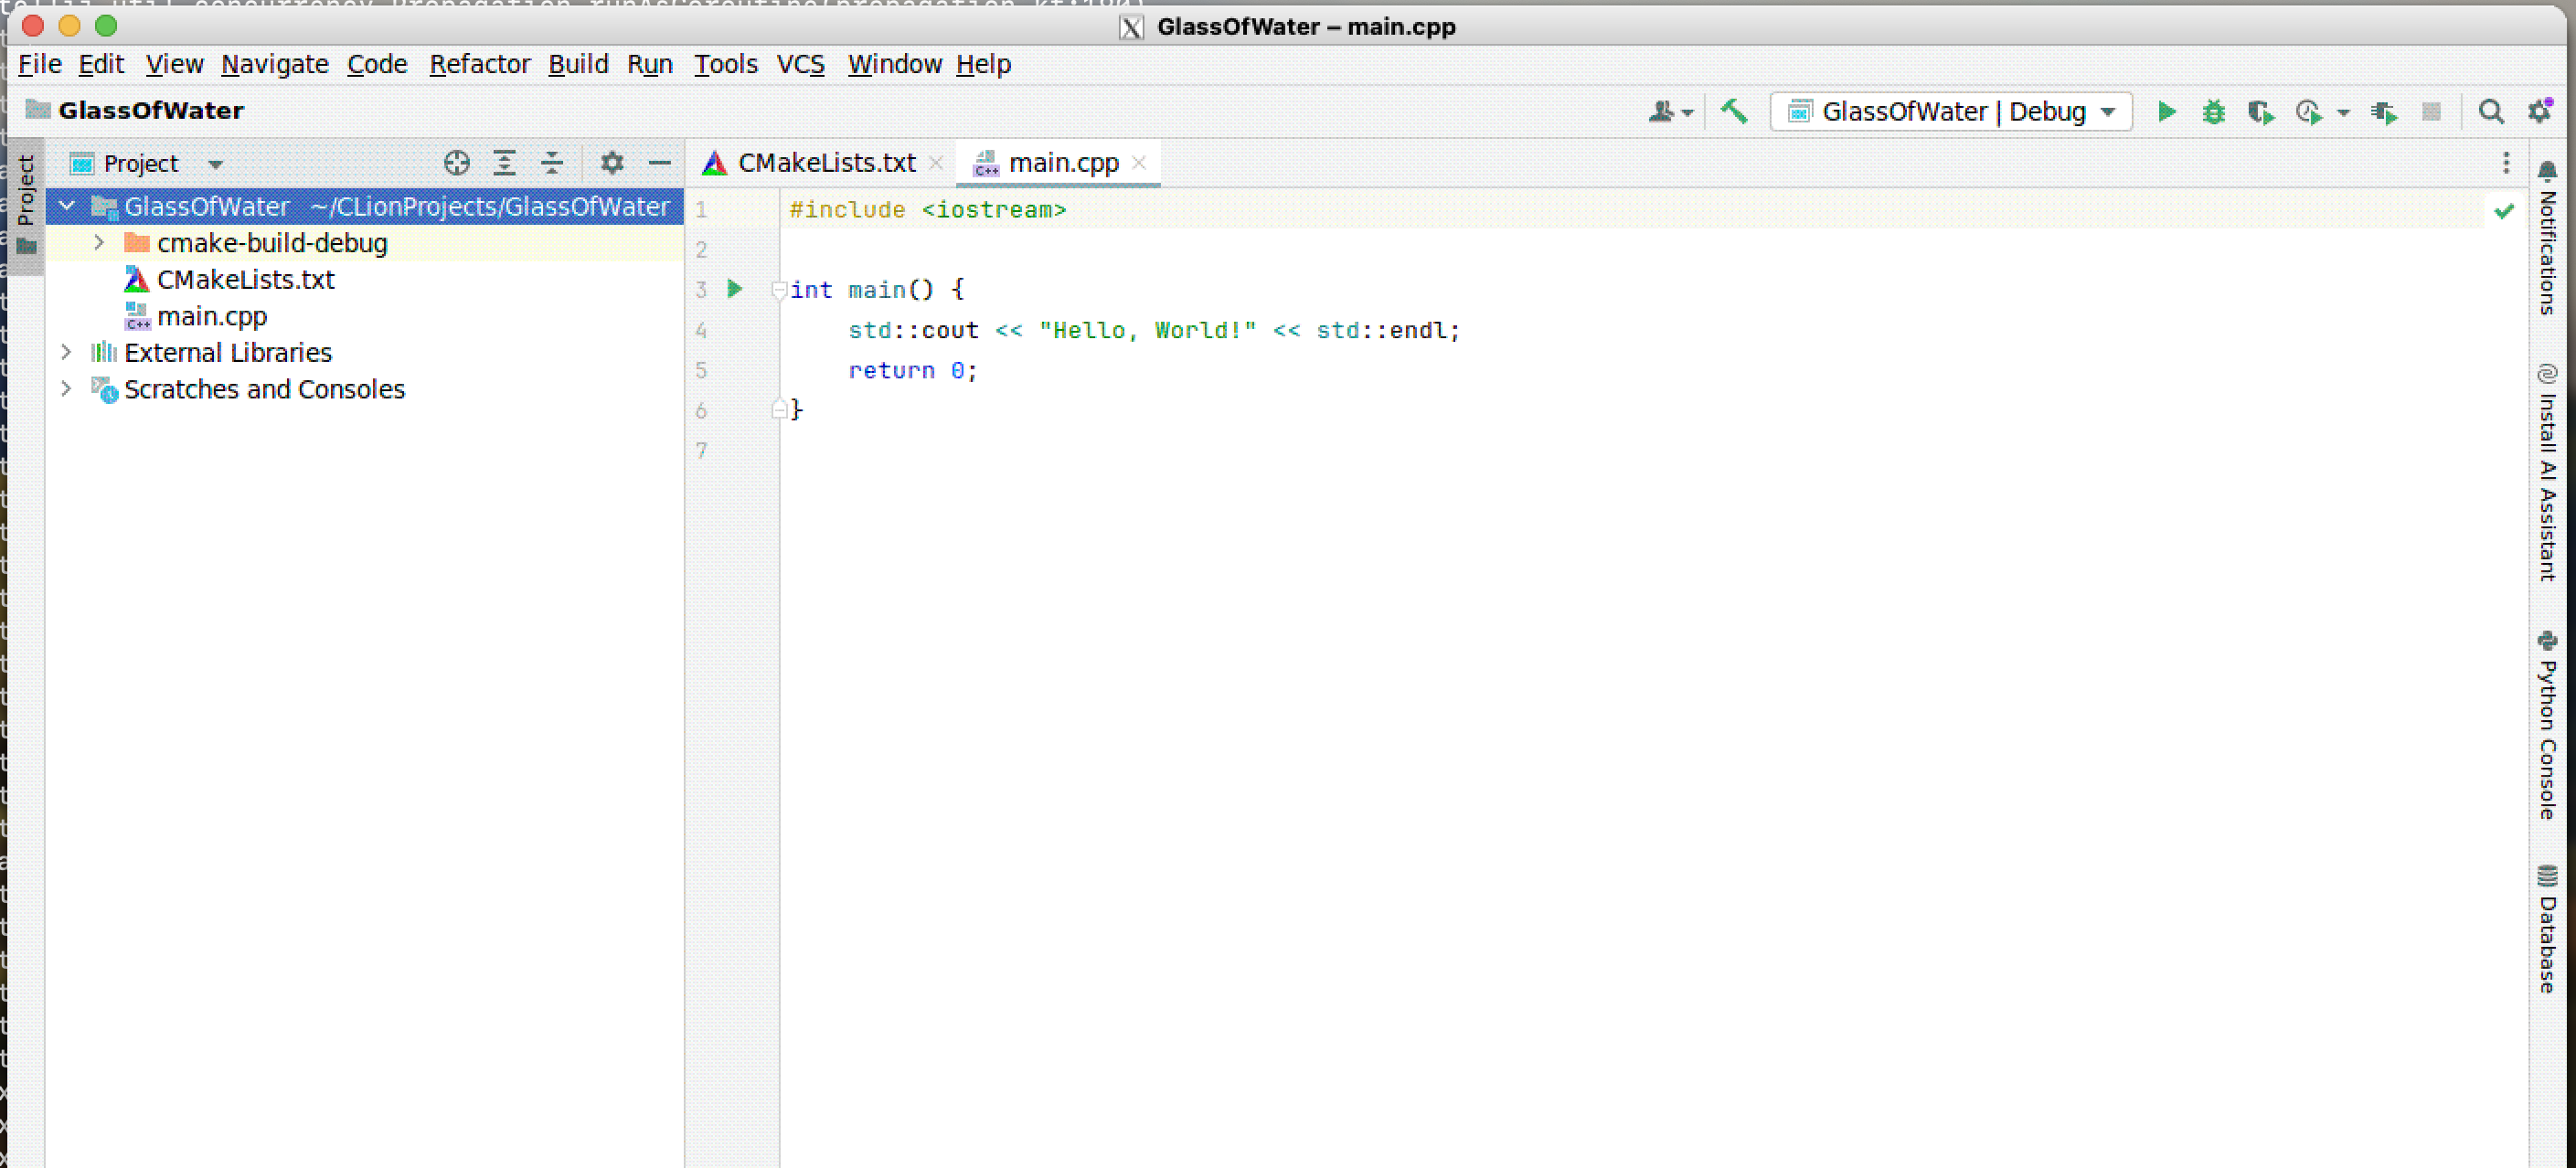 GlassOfWater – main.cpp
File Edit View Navigate Code Refactor Build Run Tools VCS Window Help
GlassOfWater
GlassOfWater | Debug
Project
Project
CMakeLists.txt
main.cpp
GlassOfWater ~/CLionProjects/GlassOfWater
cmake-build-debug
CMakeLists.txt
main.cpp
External Libraries
Scratches and Consoles
1 #include <iostream>
2
3 int main() {
4 std::cout << "Hello, World!" << std::endl;
5 return 0;
6 }
7
Notifications
Install AI Assistant
Python Console
Database